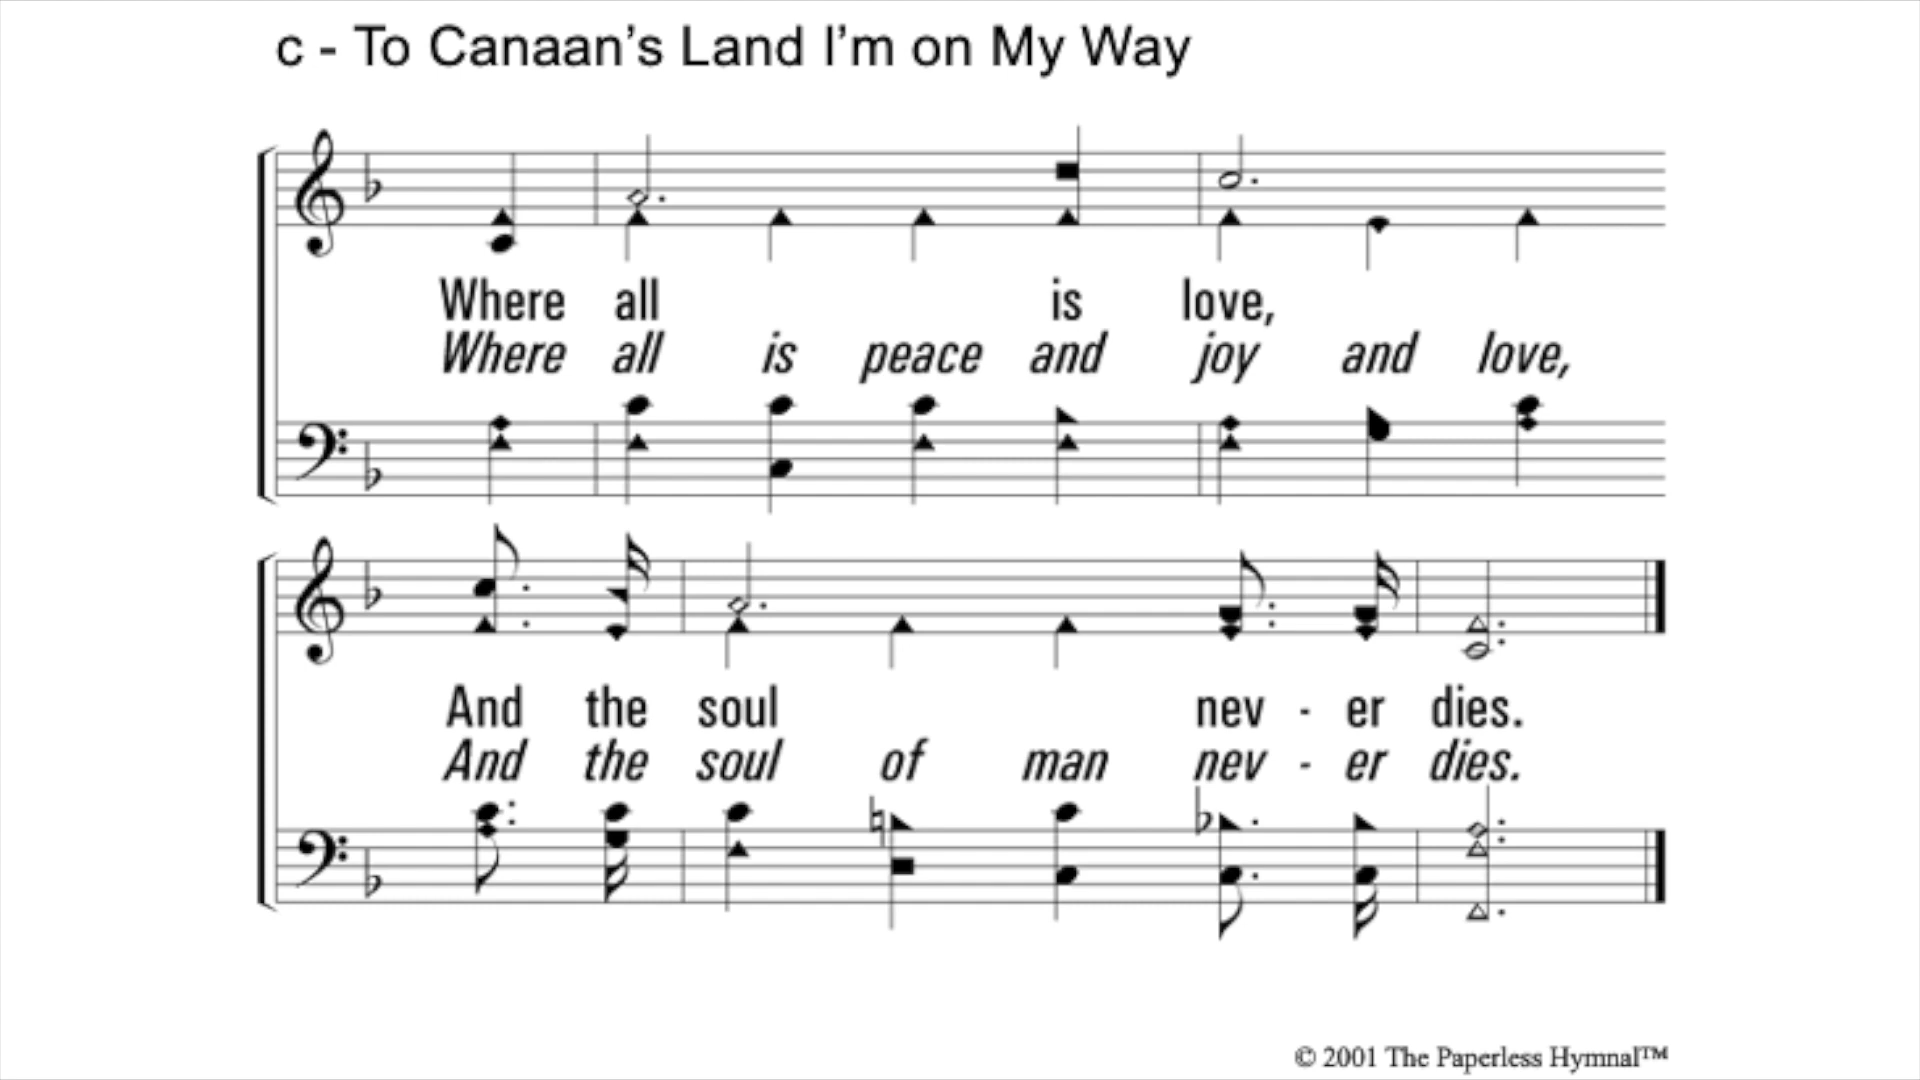 c - To Canaan’s Land I’m on My Way
Where all is love,
Where all is peace and joy and love,
And the soul nev - er dies.
And the soul of man nev - er dies.
© 2001 The Paperless Hymnal™